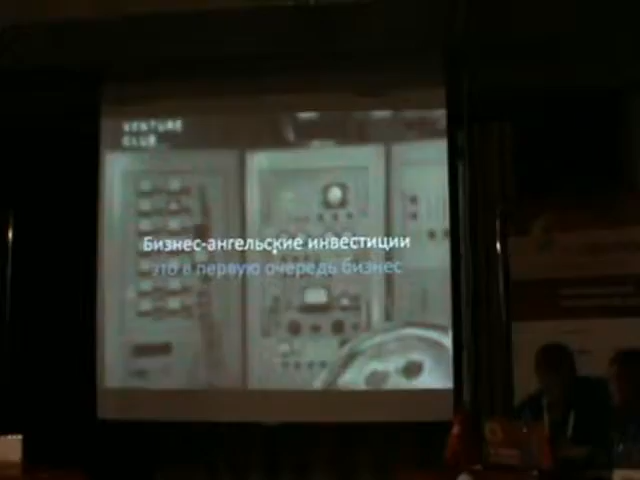 VENTURE
CLUB
Бизнес-ангельские инвестиции
это в первую очередь бизнес